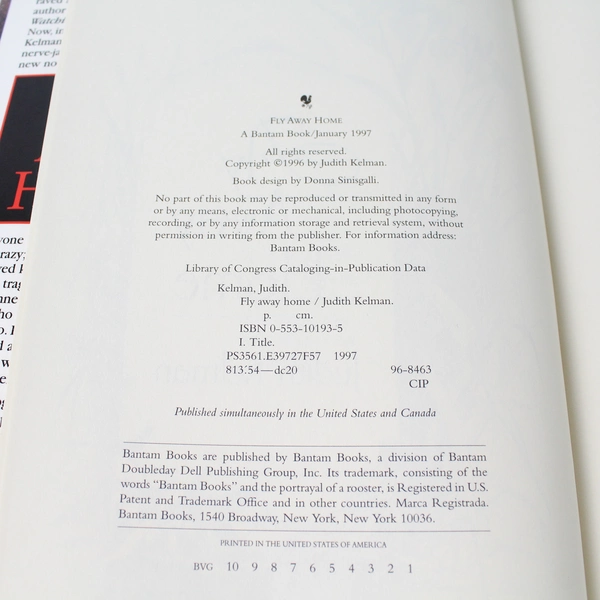 author
Now, in
Kelman
nerve-ja
new no
FLY AWAY HOME
A Bantam Book/January 1997
All rights reserved.
Copyright ©1996 by Judith Kelman.
Book design by Donna Sinisgalli.
No part of this book may be reproduced or transmitted in any form
or by any means, electronic or mechanical, including photocopying,
recording, or by any information storage and retrieval system, without
permission in writing from the publisher. For information address:
Bantam Books.
Library of Congress Cataloging-in-Publication Data
Kelman, Judith.
Fly away home / Judith Kelman.
p. cm.
ISBN 0-553-10193-5
I. Title.
PS3561.E39727F57 1997
813'.54—dc20 96-8463
CIP
Published simultaneously in the United States and Canada
Bantam Books are published by Bantam Books, a division of Bantam
Doubleday Dell Publishing Group, Inc. Its trademark, consisting of the
words "Bantam Books" and the portrayal of a rooster, is Registered in U.S.
Patent and Trademark Office and in other countries. Marca Registrada.
Bantam Books, 1540 Broadway, New York, New York 10036.
PRINTED IN THE UNITED STATES OF AMERICA
BVG 10 9 8 7 6 5 4 3 2 1